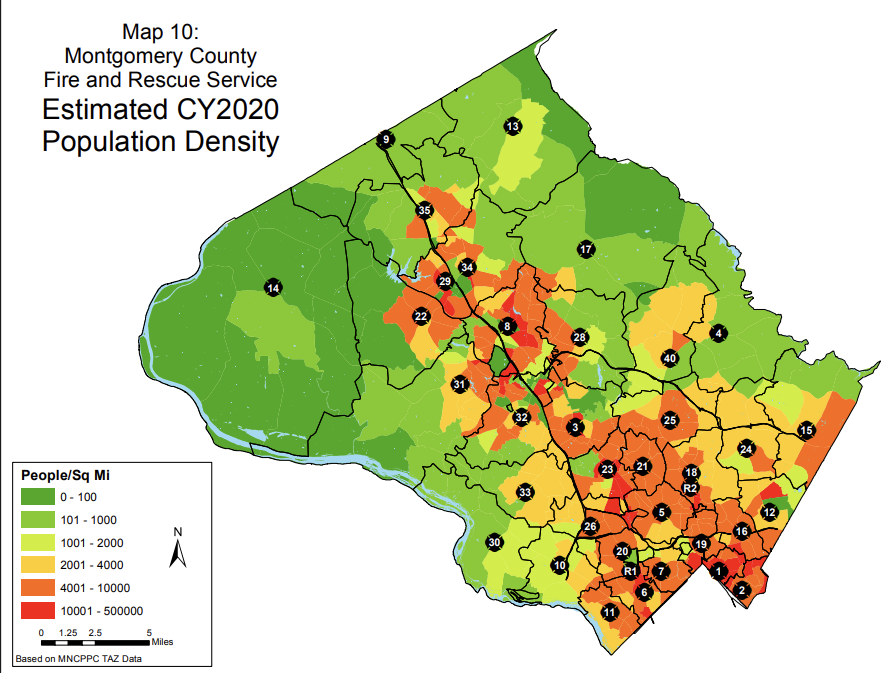 Map 10:
Montgomery County
Fire and Rescue Service
Estimated CY2020
Population Density
9
13
35
17
14
34
29
22
8
28
4
40
31
32
3
25
15
24
23
21
18
R2
33
5
12
26
16
30
20
19
10
R1
7
1
6
2
11
People/Sq Mi
0 - 100
101 - 1000
1001 - 2000
2001 - 4000
4001 - 10000
10001 - 500000
N
0 1.25 2.5 5
Miles
Based on MNCPPC TAZ Data